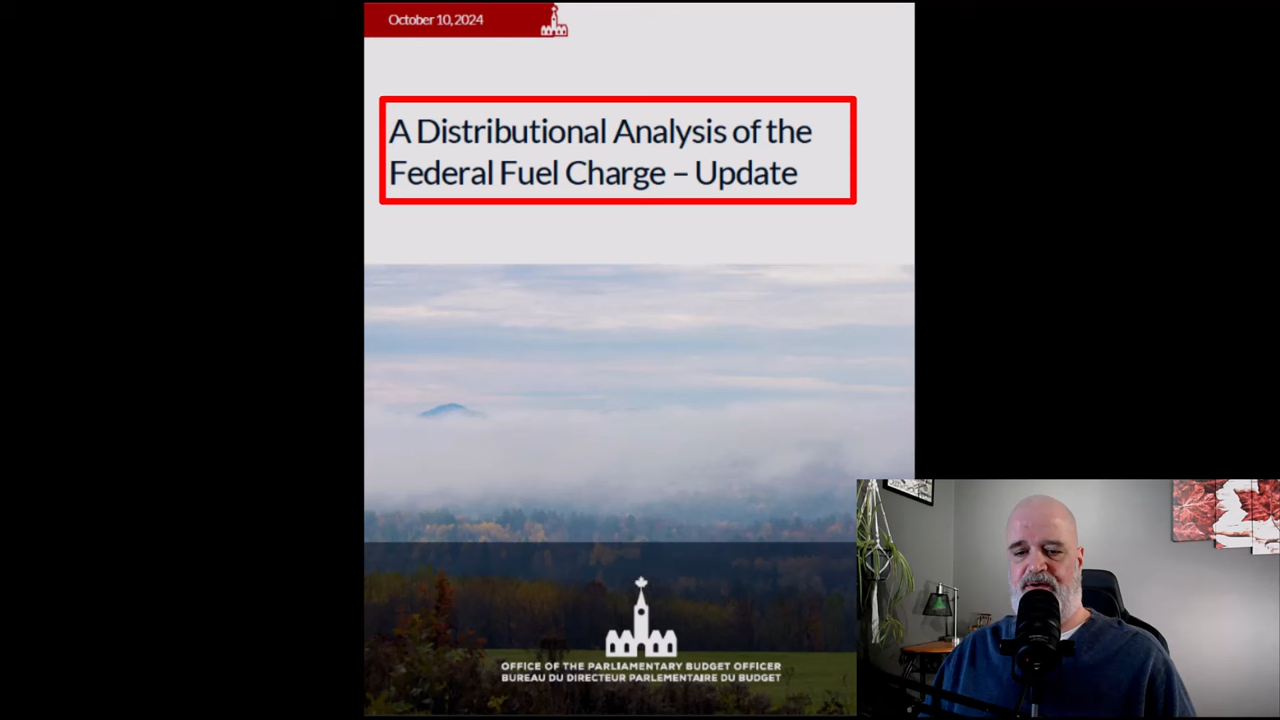 October 10, 2024
A Distributional Analysis of the
Federal Fuel Charge – Update
OFFICE OF THE PARLIAMENTARY BUDGET OFFICER
BUREAU DU DIRECTEUR PARLEMENTAIRE DU BUDGET